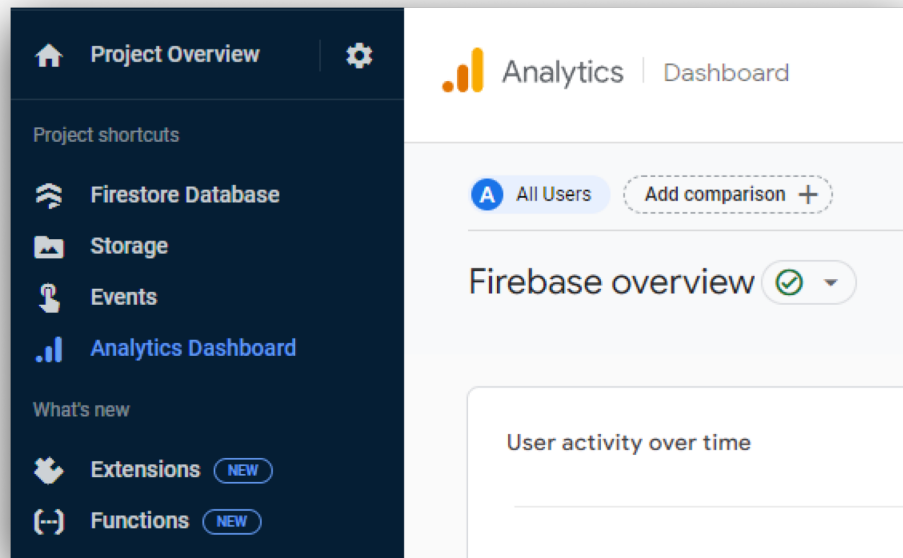 Project Overview
Project shortcuts
Firestore Database
Storage
Events
Analytics Dashboard
What's new
Extensions NEW
Functions NEW
Analytics Dashboard
A All Users Add comparison +
Firebase overview
User activity over time